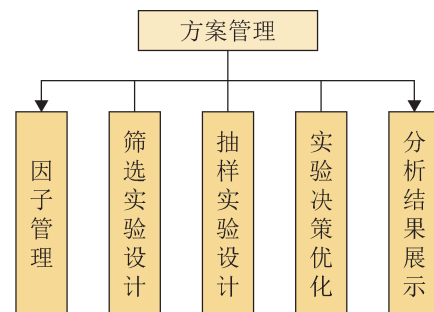 方案管理
因子管理
筛选实验设计
抽样实验设计
实验决策优化
分析结果展示